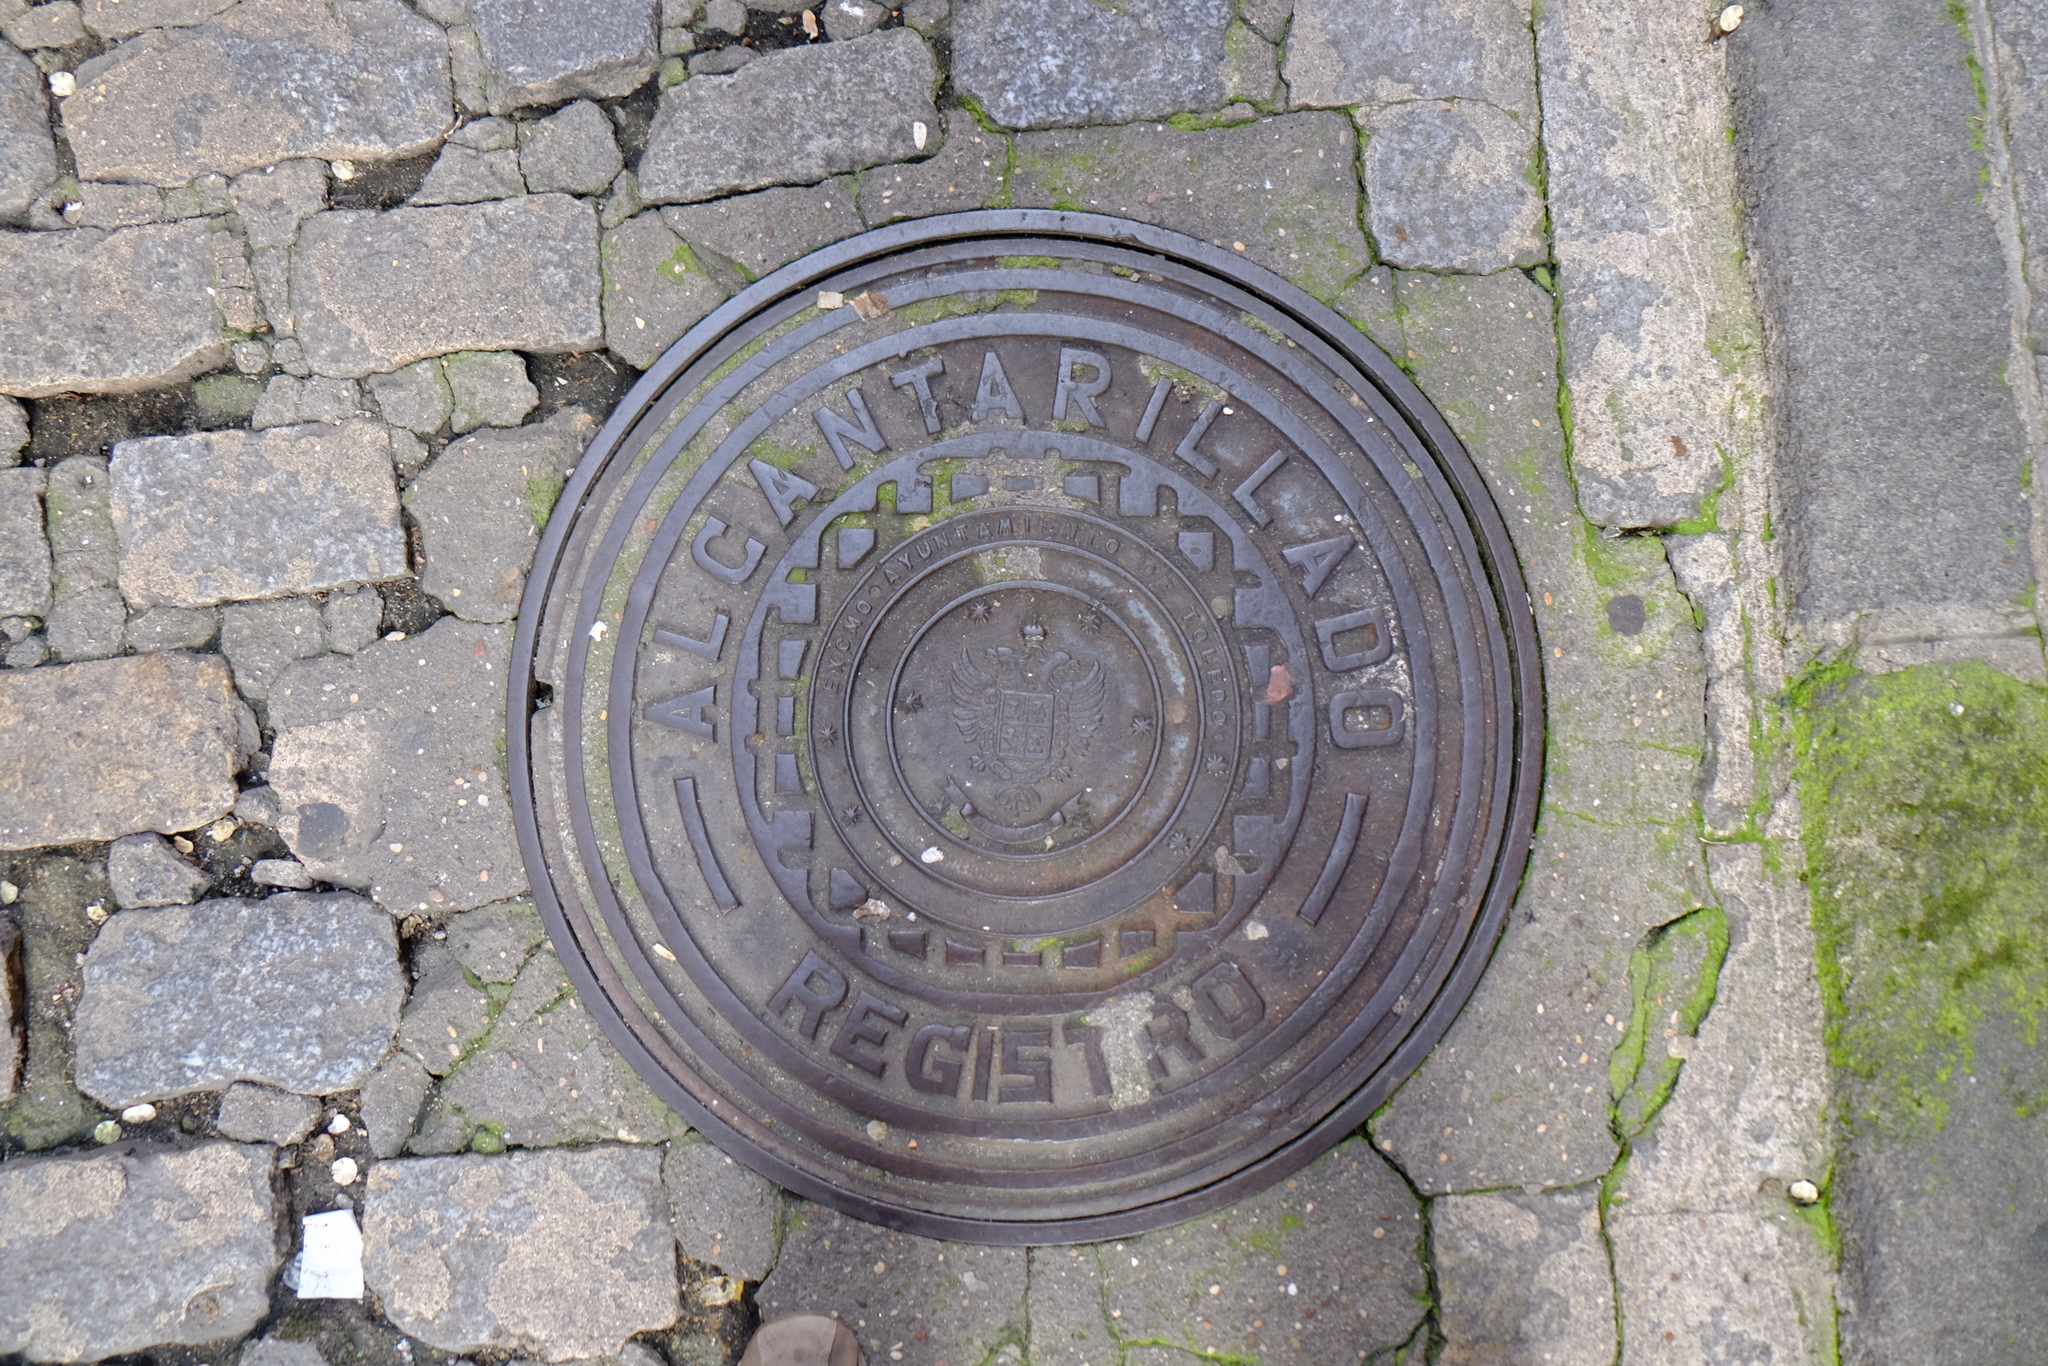 ALCANTARILLADO
EXCMO. AYUNTAMIENTO DE TOLEDO
REGISTRO